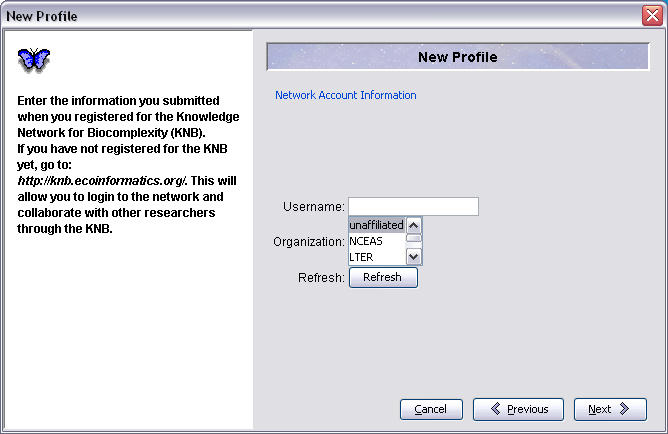 New Profile
Enter the information you submitted
when you registered for the Knowledge
Network for Biocomplexity (KNB).
If you have not registered for the KNB
yet, go to:
http://knb.ecoinformatics.org/. This will
allow you to login to the network and
collaborate with other researchers
through the KNB.
New Profile
Network Account Information
Username:
Organization:
unaffiliated
NCEAS
LTER
Refresh: Refresh
Cancel Previous Next